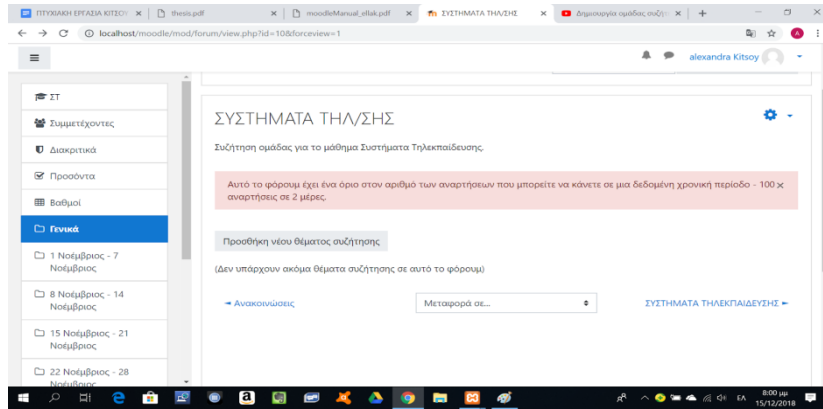 ΠΤΥΧΙΑΚΗ ΕΡΓΑΣΙΑ ΚΙΤΣΟΥ
thesis.pdf
moodleManual_ellak.pdf
ΣΥΣΤΗΜΑΤΑ ΤΗΛ/ΣΗΣ
Δημιουργία ομάδας συζήτ
localhost/moodle/mod/forum/view.php?id=10&forceview=1
alexandra Kitsoy
ΣΤ
Συμμετέχοντες
Διακριτικά
Προσόντα
Βαθμοί
Γενικά
1 Νοέμβριος - 7
Νοέμβριος
8 Νοέμβριος - 14
Νοέμβριος
15 Νοέμβριος - 21
Νοέμβριος
22 Νοέμβριος - 28
Νοέμβριος
ΣΥΣΤΗΜΑΤΑ ΤΗΛ/ΣΗΣ
Συζήτηση ομάδας για το μάθημα Συστήματα Τηλεκπαίδευσης.
Αυτό το φόρουμ έχει ένα όριο στον αριθμό των αναρτήσεων που μπορείτε να κάνετε σε μια δεδομένη χρονική περίοδο - 100
αναρτήσεις σε 2 μέρες.
Προσθήκη νέου θέματος συζήτησης
(Δεν υπάρχουν ακόμα θέματα συζήτησης σε αυτό το φόρουμ)
◄ Ανακοινώσεις
Μεταφορά σε...
ΣΥΣΤΗΜΑΤΑ ΤΗΛΕΚΠΑΙΔΕΥΣΗΣ ►
ΕΛ
8:00 μμ
15/12/2018